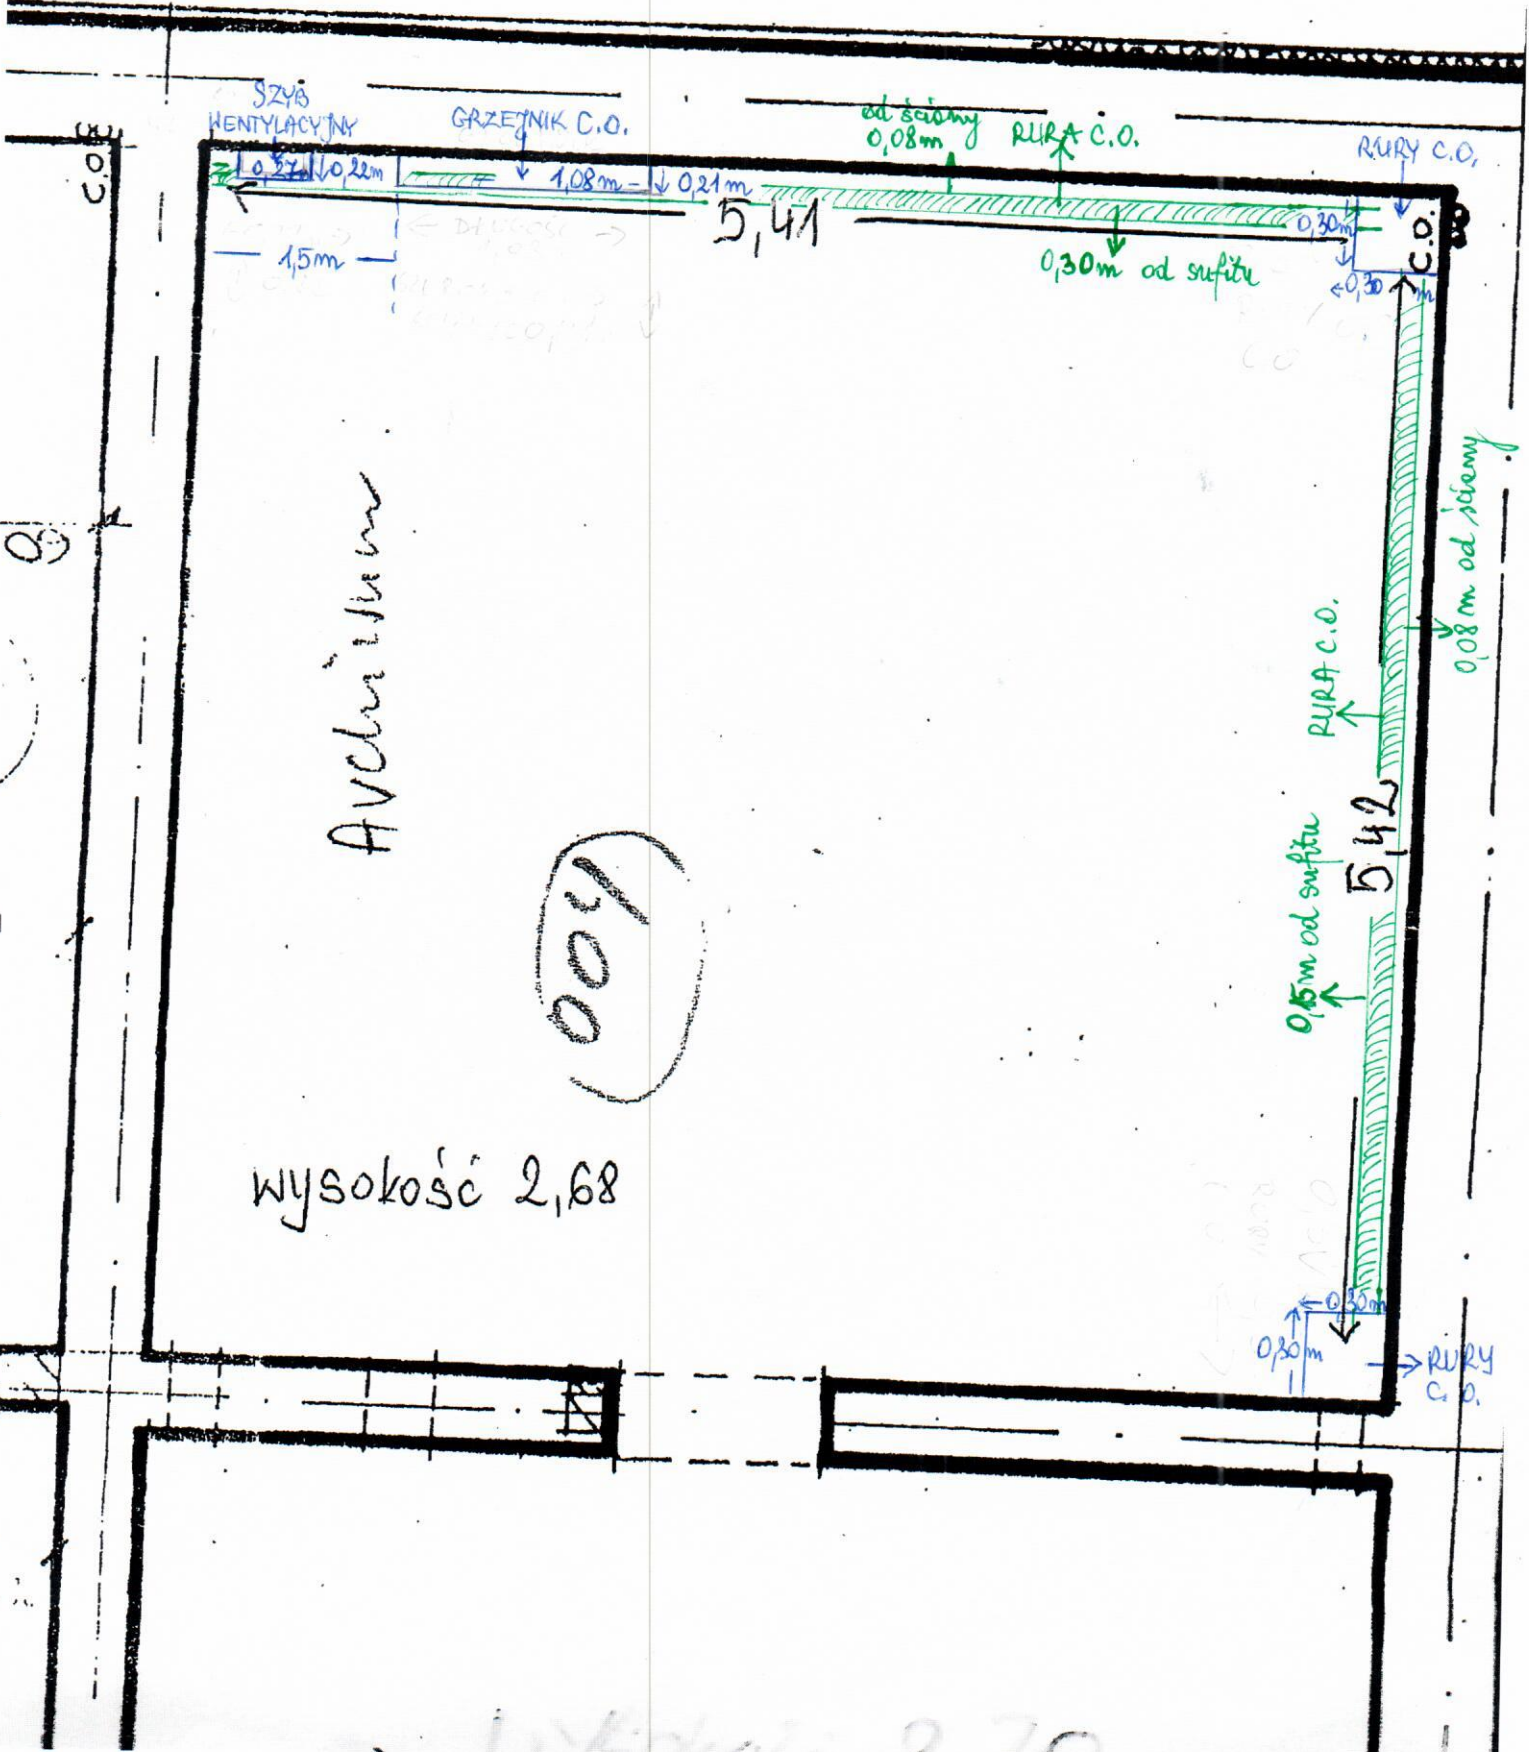 SZYB
WENTYLACYJNY
GRZEJNIK C.O.
od ściany
0,08m
RURA C.O.
RURY C.O.
C.O.
0,27m
0,22m
1,08m
0,21m
5,41
0,30m
C.O.
1,5m
0,30m od sufitu
0,30 m
0,08 m od ściany
RURA C.O.
5,42
0,15m od sufitu
Archiwum
004
wysokość 2,68
0,30m
0,30m
RURY
C.O.